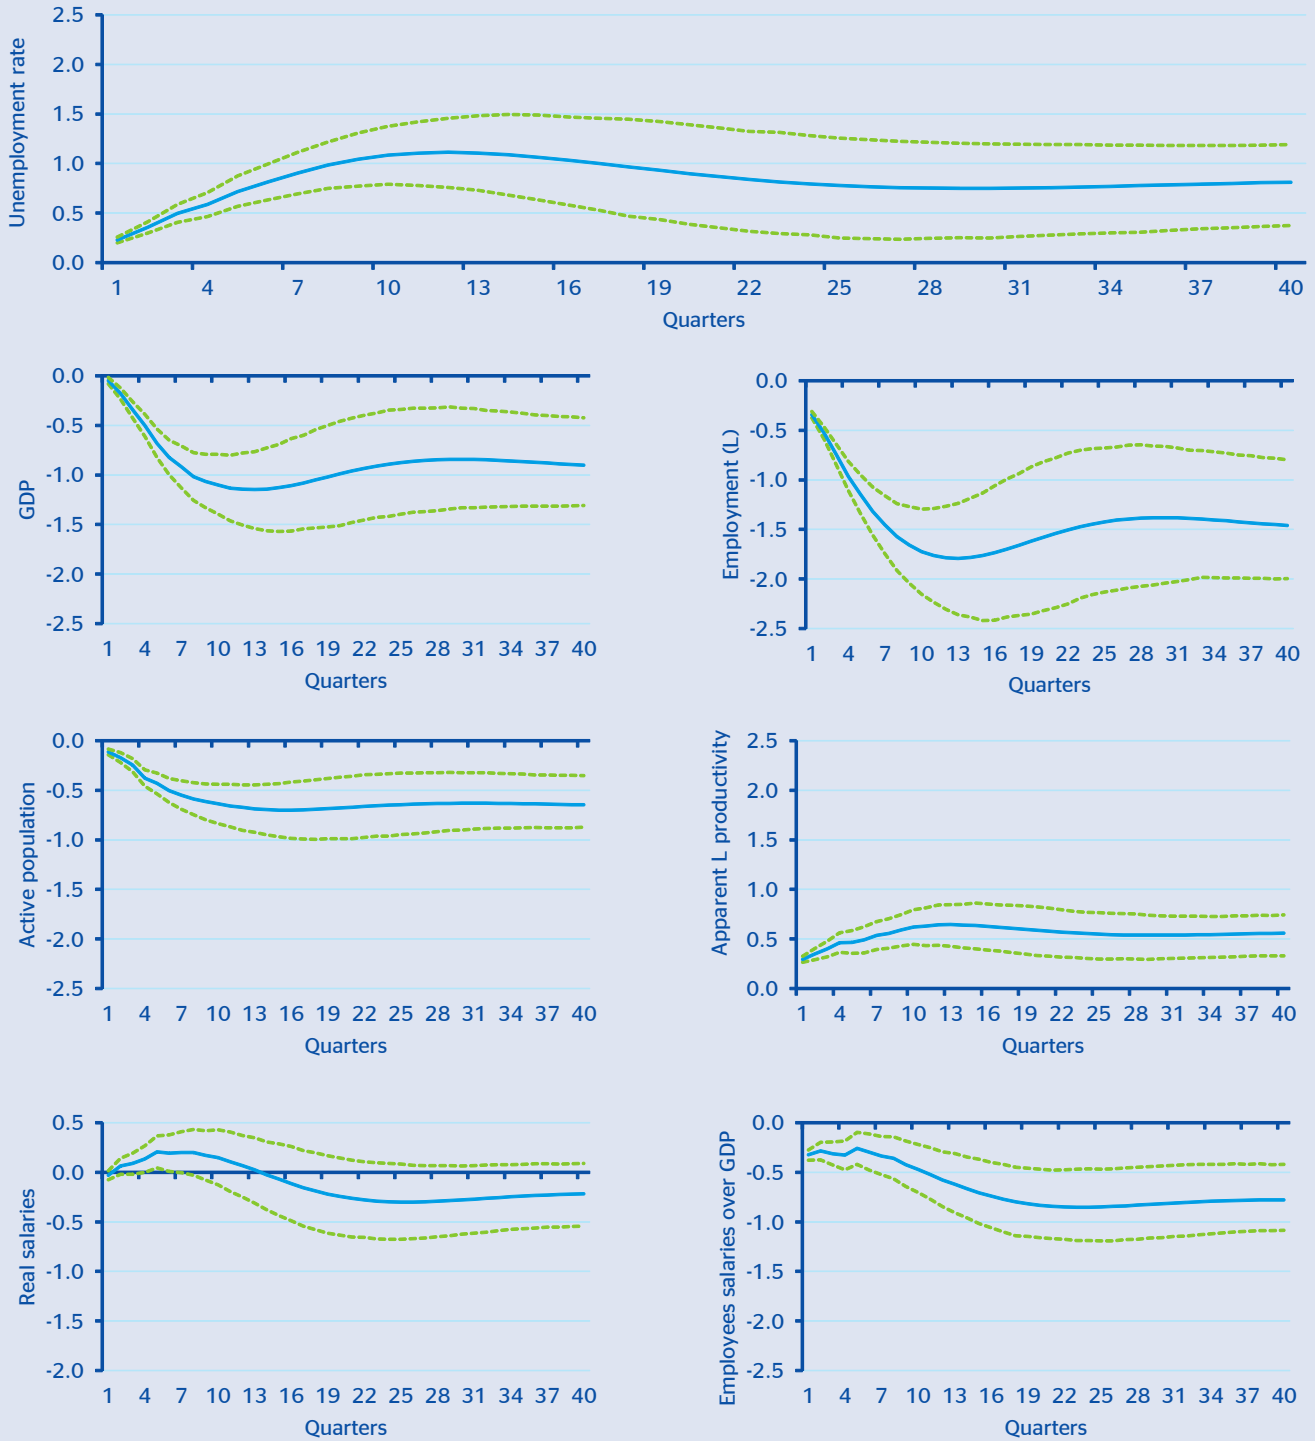 Unemployment rate
2.5
2.0
1.5
1.0
0.5
0.0
1 4 7 10 13 16 19 22 25 28 31 34 37 40
Quarters
GDP
0.0
-0.5
-1.0
-1.5
-2.0
-2.5
1 4 7 10 13 16 19 22 25 28 31 34 37 40
Quarters
Employment (L)
0.0
-0.5
-1.0
-1.5
-2.0
-2.5
1 4 7 10 13 16 19 22 25 28 31 34 37 40
Quarters
Active population
0.0
-0.5
-1.0
-1.5
-2.0
-2.5
1 4 7 10 13 16 19 22 25 28 31 34 37 40
Quarters
Apparent L productivity
2.5
2.0
1.5
1.0
0.5
0.0
1 4 7 10 13 16 19 22 25 28 31 34 37 40
Quarters
Real salaries
0.5
0.0
-0.5
-1.0
-1.5
-2.0
1 4 7 10 13 16 19 22 25 28 31 34 37 40
Quarters
Employees salaries over GDP
0.0
-0.5
-1.0
-1.5
-2.0
-2.5
1 4 7 10 13 16 19 22 25 28 31 34 37 40
Quarters